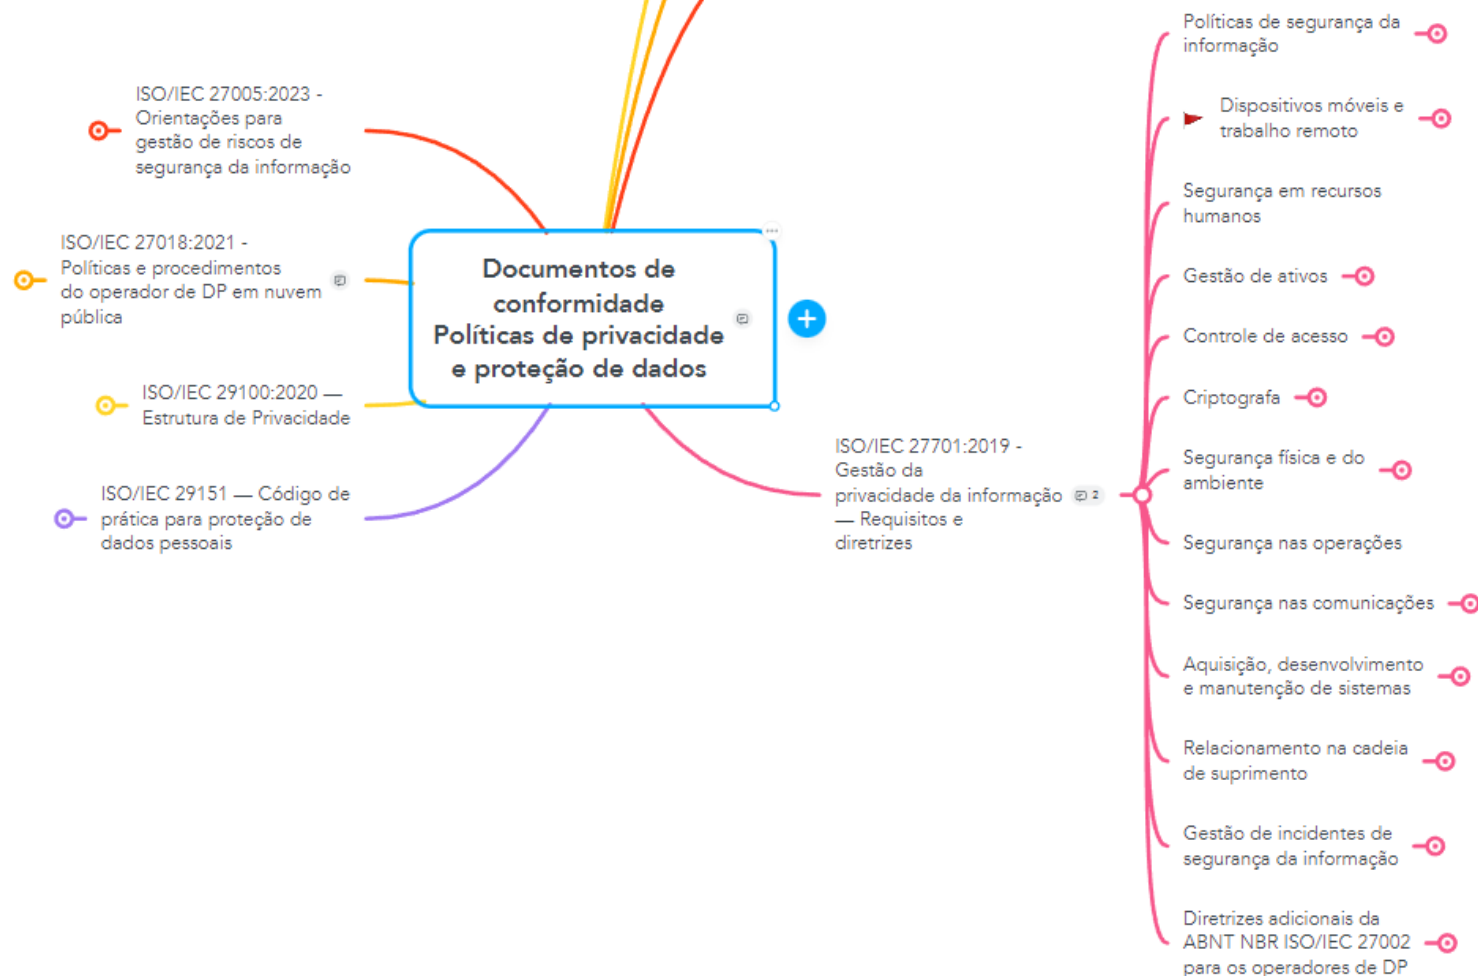 ISO/IEC 27005:2023 -
Orientações para
gestão de riscos de
segurança da informação
ISO/IEC 27018:2021 -
Políticas e procedimentos
do operador de DP em nuvem
pública
ISO/IEC 29100:2020 —
Estrutura de Privacidade
ISO/IEC 29151 — Código de
prática para proteção de
dados pessoais
Documentos de
conformidade
Políticas de privacidade
e proteção de dados
ISO/IEC 27701:2019 -
Gestão da
privacidade da informação
— Requisitos e
diretrizes
2
Políticas de segurança da
informação
Dispositivos móveis e
trabalho remoto
Segurança em recursos
humanos
Gestão de ativos
Controle de acesso
Criptografa
Segurança física e do
ambiente
Segurança nas operações
Segurança nas comunicações
Aquisição, desenvolvimento
e manutenção de sistemas
Relacionamento na cadeia
de suprimento
Gestão de incidentes de
segurança da informação
Diretrizes adicionais da
ABNT NBR ISO/IEC 27002
para os operadores de DP